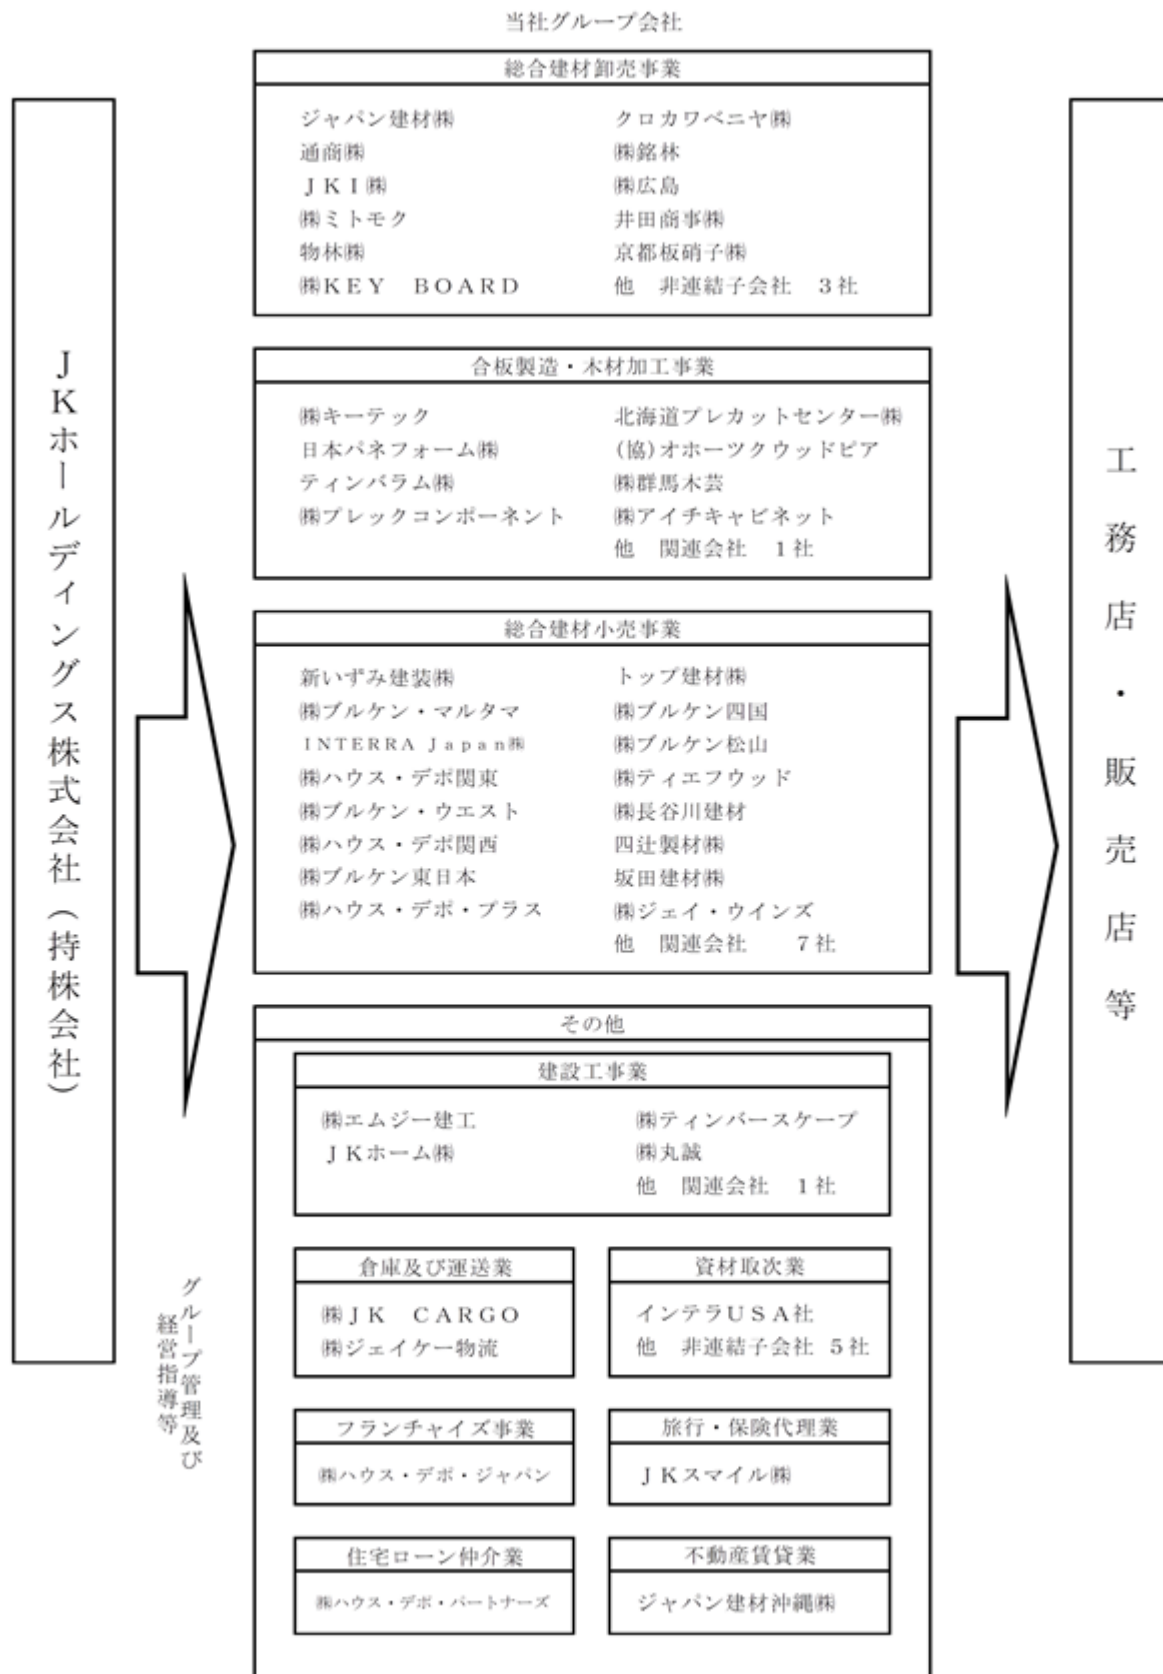 当社グループ会社
JKホールディングス株式会社（持株会社）
グループ管理及び
経営指導等
総合建材卸売事業
ジャパン建材㈱
通商㈱
ＪＫＩ㈱
㈱ミトモク
物林㈱
㈱ＫＥＹ　ＢＯＡＲＤ
クロカワベニヤ㈱
㈱銘林
㈱広島
井田商事㈱
京都板硝子㈱
他　非連結子会社　３社
合板製造・木材加工事業
㈱キーテック
日本パネフォーム㈱
ティンバラム㈱
㈱プレックコンポーネント
北海道プレカットセンター㈱
(協)オホーツクウッドピア
㈱群馬木芸
㈱アイチキャビネット
他　関連会社　１社
総合建材小売事業
新いずみ建装㈱
㈱ブルケン・マルタマ
ＩＮＴＥＲＲＡ Ｊａｐａｎ㈱
㈱ハウス・デポ関東
㈱ブルケン・ウエスト
㈱ハウス・デポ関西
㈱ブルケン東日本
㈱ハウス・デポ・プラス
トップ建材㈱
㈱ブルケン四国
㈱ブルケン松山
㈱ティエフウッド
㈱長谷川建材
四辻製材㈱
坂田建材㈱
㈱ジェイ・ウインズ
他　関連会社　　７社
その他
建設工事業
㈱エムジー建工
ＪＫホーム㈱
㈱ティンバースケープ
㈱丸誠
他　関連会社　１社
倉庫及び運送業
㈱ＪＫ　ＣＡＲＧＯ
㈱ジェイケー物流
資材取次業
インテラＵＳＡ社
他　非連結子会社　５社
フランチャイズ事業
㈱ハウス・デポ・ジャパン
旅行・保険代理業
ＪＫスマイル㈱
住宅ローン仲介業
㈱ハウス・デポ・パートナーズ
不動産賃貸業
ジャパン建材沖縄㈱
工務店・販売店等